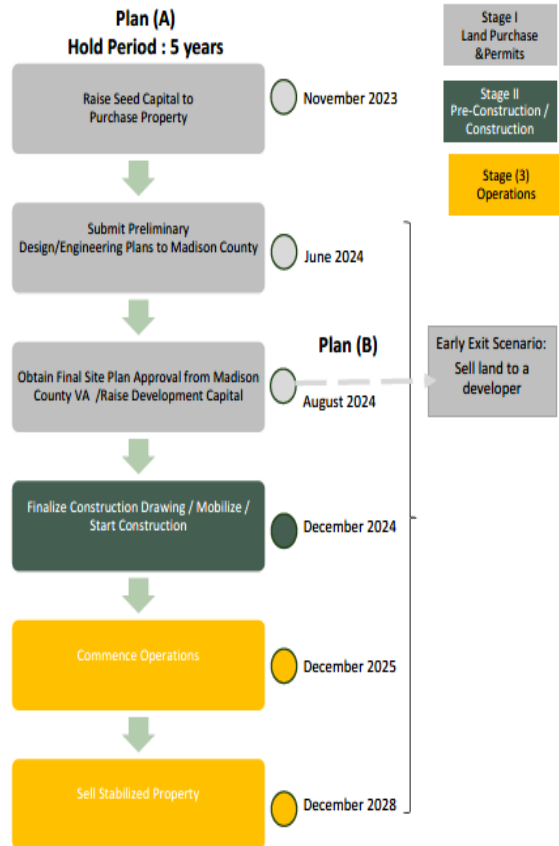 Plan (A)
Hold Period : 5 years
Stage I
Land Purchase
&Permits
Stage II
Pre-Construction /
Construction
Stage (3)
Operations
Raise Seed Capital to
Purchase Property
November 2023
Submit Preliminary
Design/Engineering Plans to Madison County
June 2024
Plan (B)
Obtain Final Site Plan Approval from Madison
County VA /Raise Development Capital
August 2024
Early Exit Scenario:
Sell land to a
developer
Finalize Construction Drawing / Mobilize /
Start Construction
December 2024
Commence Operations
December 2025
Sell Stabilized Property
December 2028